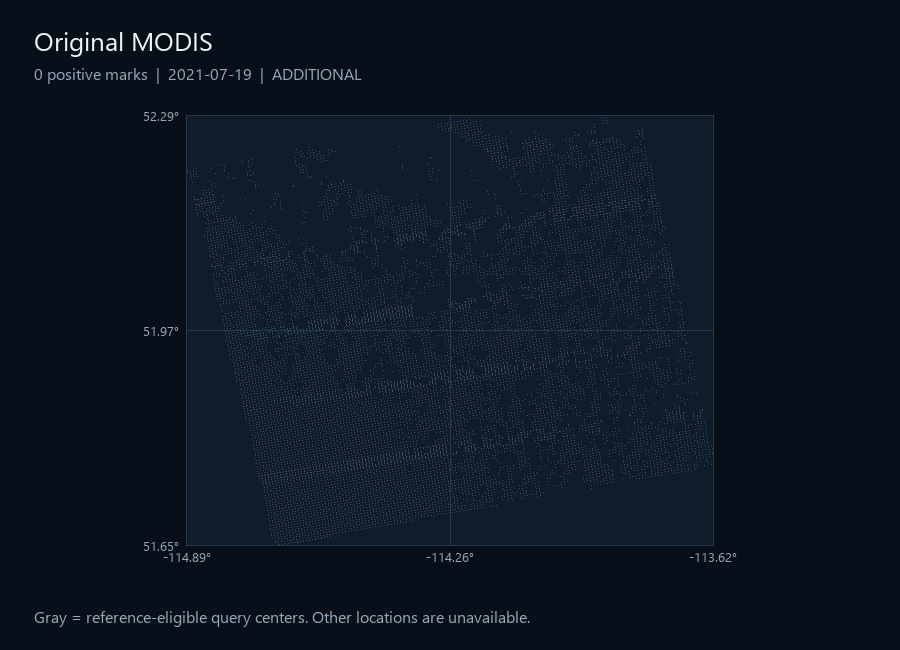 Original MODIS
0 positive marks | 2021-07-19 | ADDITIONAL
52.29°
51.97°
51.65°
-114.89°
-114.26°
-113.62°
Gray = reference-eligible query centers. Other locations are unavailable.